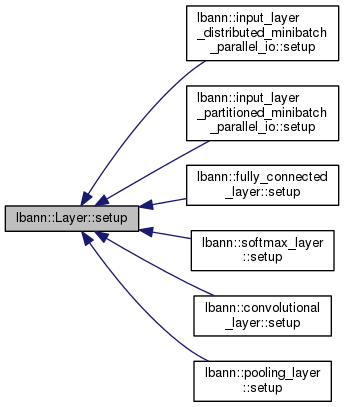 lbann::input_layer
_distributed_minibatch
_parallel_io::setup
lbann::input_layer
_partitioned_minibatch
_parallel_io::setup
lbann::fully_connected
_layer::setup
lbann::Layer::setup
lbann::softmax_layer
::setup
lbann::convolutional
_layer::setup
lbann::pooling_layer
::setup